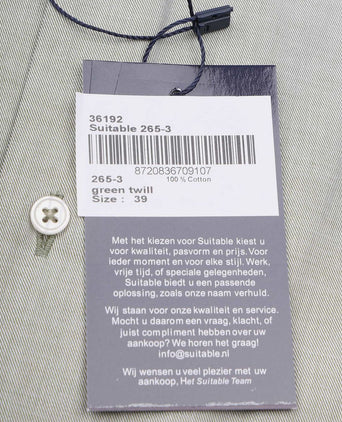 36192
Suitable 265-3
8720836709107
265-3
100 % Cotton
green twill
Size : 39
Met het kiezen voor Suitable kiest u
voor kwaliteit, pasvorm en prijs. Voor
ieder moment en voor elke stijl. Werk,
vrije tijd, of speciale gelegenheden,
Suitable biedt u een passende
oplossing, zoals onze naam verhuld.
Wij staan voor onze kwaliteit en service.
Mocht u daarom een vraag, klacht, of
juist compliment hebben over uw
aankoop? We horen het graag!
info@suitable.nl
Wij wensen u veel plezier met uw
aankoop, Het Suitable Team